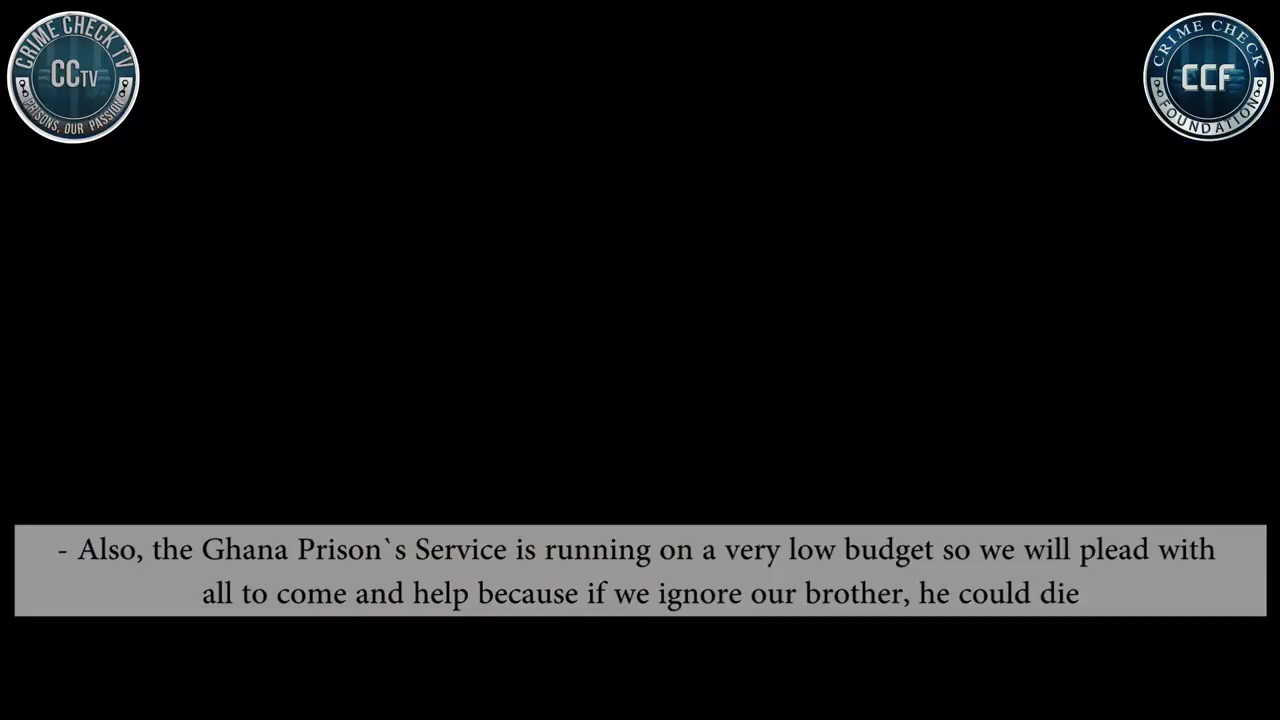 CRIME CHECK TV
CCTV
PRISONS, OUR PASSION
CRIME CHECK
CCF
FOUNDATION
- Also, the Ghana Prison`s Service is running on a very low budget so we will plead with
all to come and help because if we ignore our brother, he could die